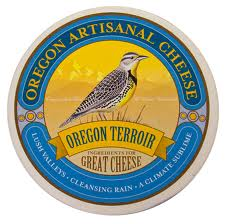 OREGON ARTISANAL CHEESE
OREGON TERROIR
INGREDIENTS FOR
GREAT CHEESE
LUSH VALLEYS · CLEANSING RAIN · A CLIMATE SUBLIME